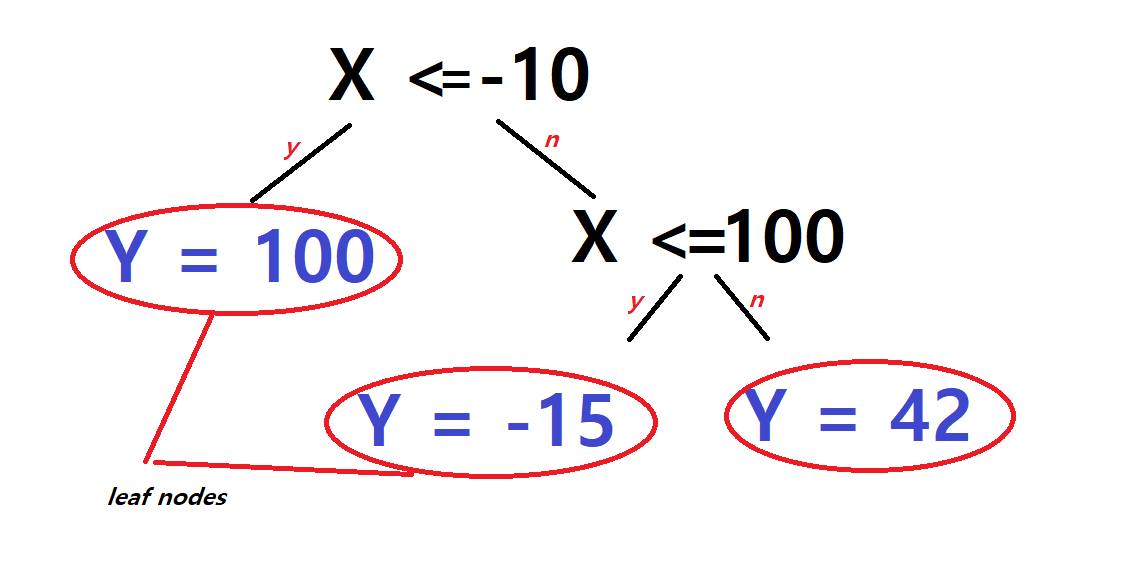 X <= -10
y
n
Y = 100
X <=100
y
n
Y = -15
Y = 42
leaf nodes